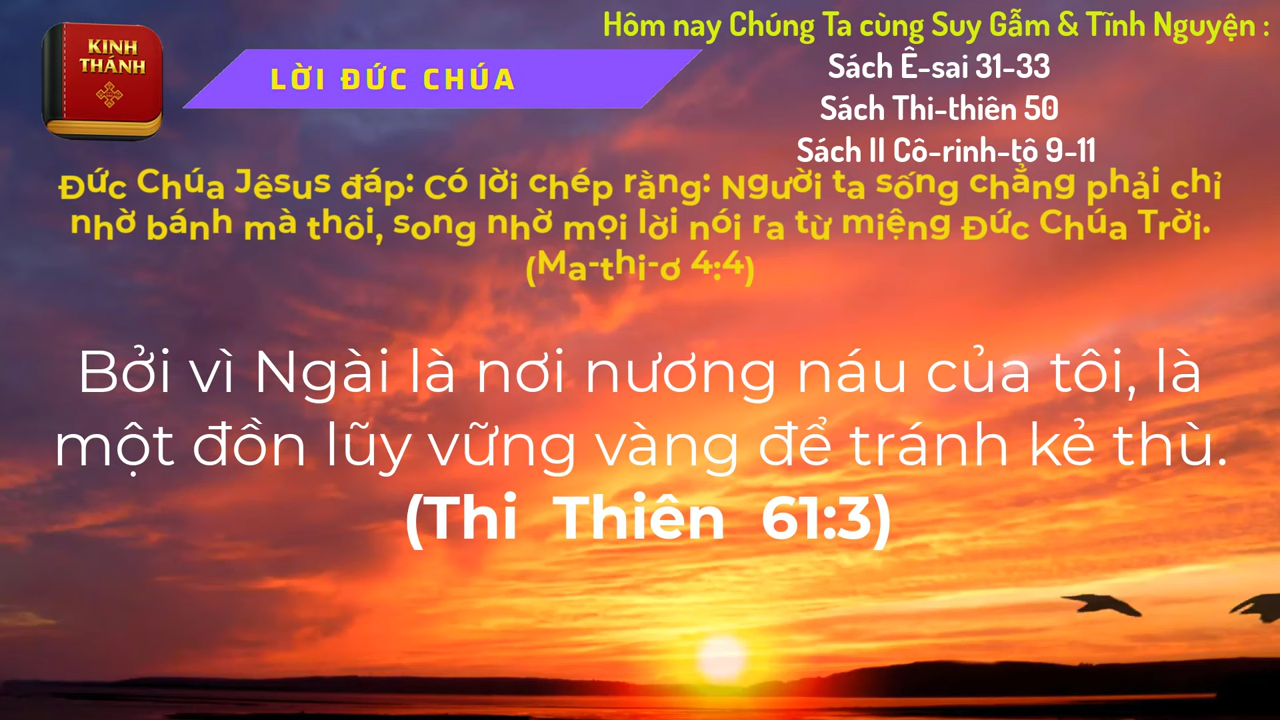 KINH
THÁNH
LỜI ĐỨC CHÚA
Hôm nay Chúng Ta cùng Suy Gẫm & Tĩnh Nguyện :
Sách Ê-sai 31-33
Sách Thi-thiên 50
Sách II Cô-rinh-tô 9-11
Đức Chúa Jêsus đáp: Có lời chép rằng: Người ta sống chẳng phải chỉ
nhờ bánh mà thôi, song nhờ mọi lời nói ra từ miệng Đức Chúa Trời.
(Ma-thi-ơ 4:4)
Bởi vì Ngài là nơi nương náu của tôi, là
một đồn lũy vững vàng để tránh kẻ thù.
(Thi Thiên 61:3)